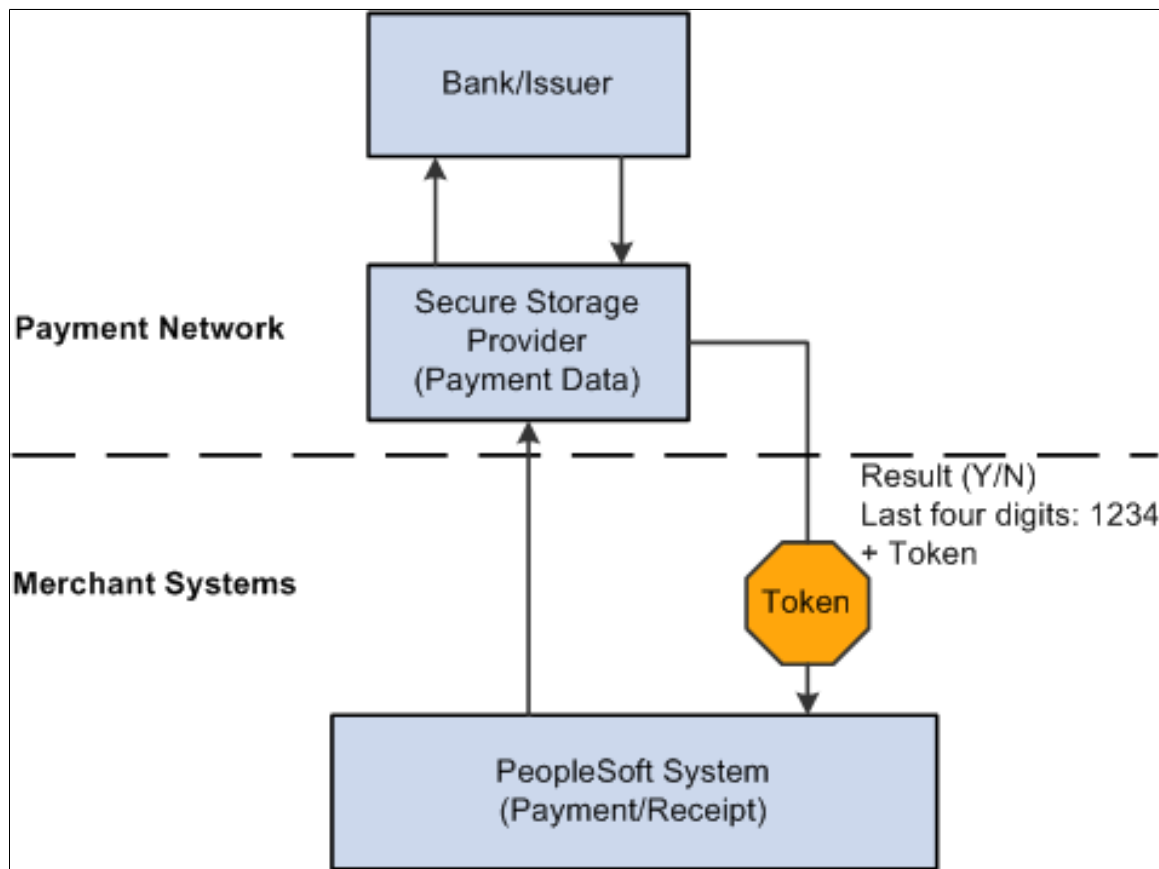 Bank/Issuer
Secure Storage
Provider
(Payment Data)
Payment Network
Result (Y/N)
Last four digits: 1234
+ Token
Merchant Systems
Token
PeopleSoft System
(Payment/Receipt)